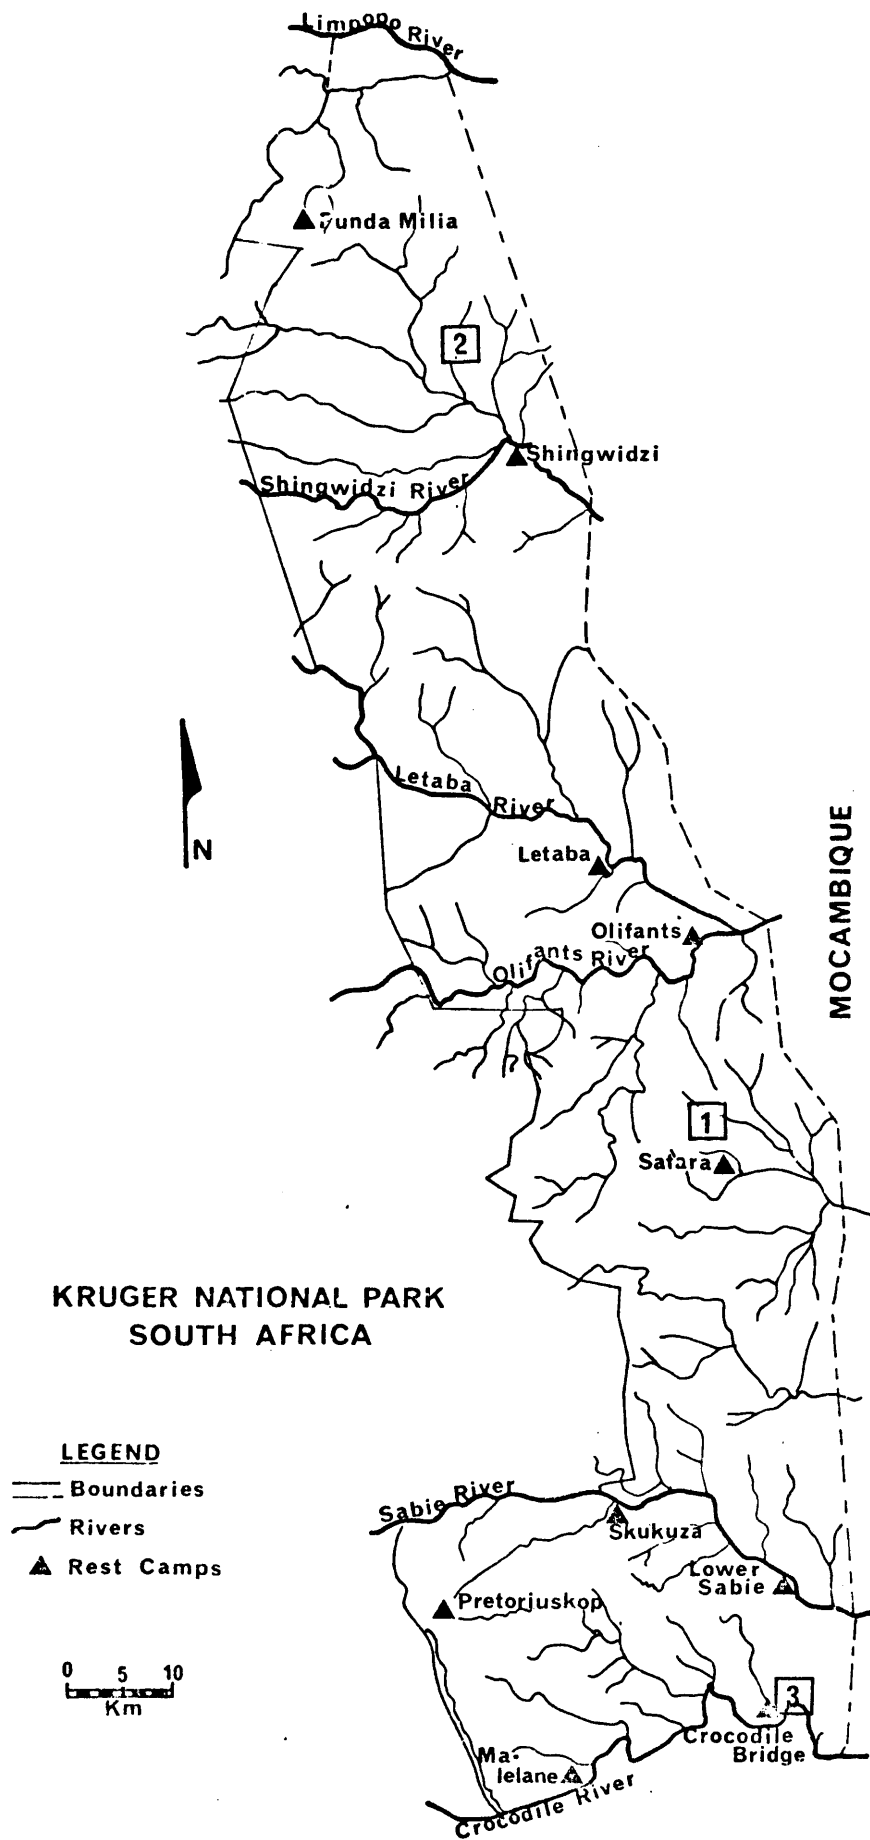 Limpopo River
Punda Milia
2
Shingwidzi
Shingwidzi River
Letaba River
N
Letaba
MOCAMBIQUE
Olifants
Olifants River
1
Satara
KRUGER NATIONAL PARK
SOUTH AFRICA
LEGEND
Boundaries
Rivers
Rest Camps
Sabie River
Skukuza
Lower
Sabie
Pretorjuskop
0 5 10
Km
3
Crocodile
Bridge
Ma-
lelane
Crocodile River